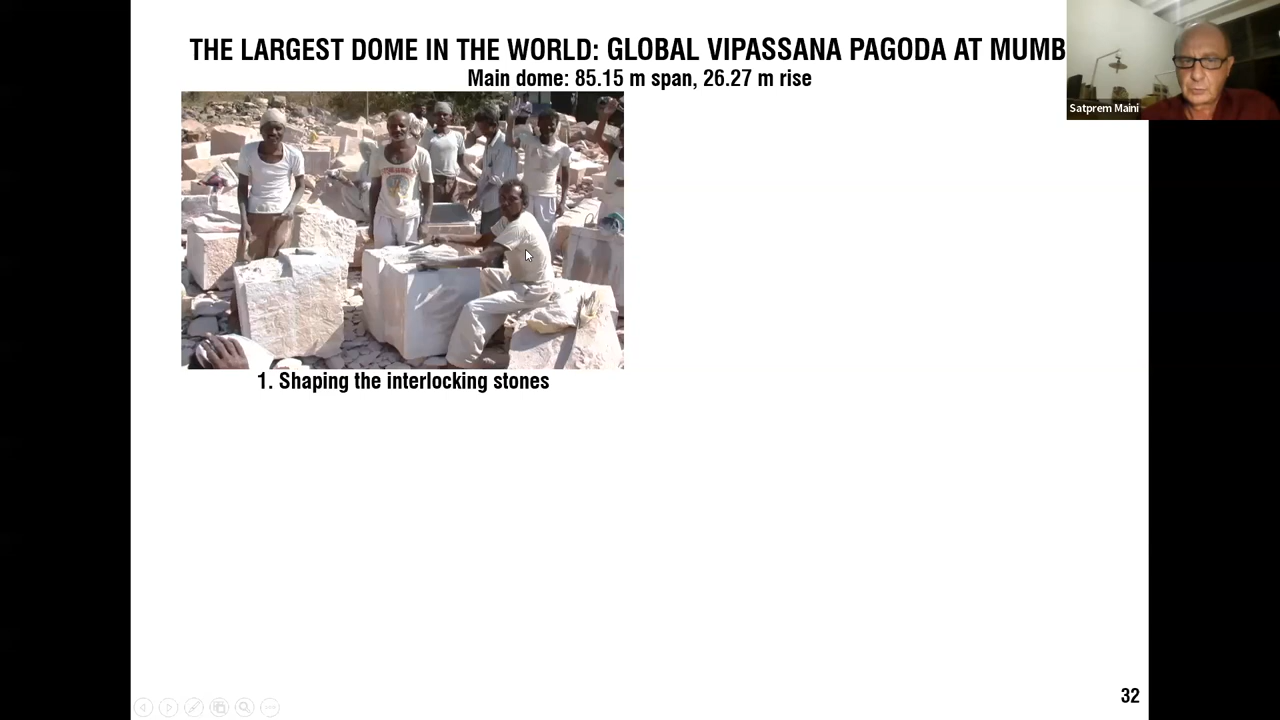 THE LARGEST DOME IN THE WORLD: GLOBAL VIPASSANA PAGODA AT MUMB
Main dome: 85.15 m span, 26.27 m rise
Satprem Maini
1. Shaping the interlocking stones
32